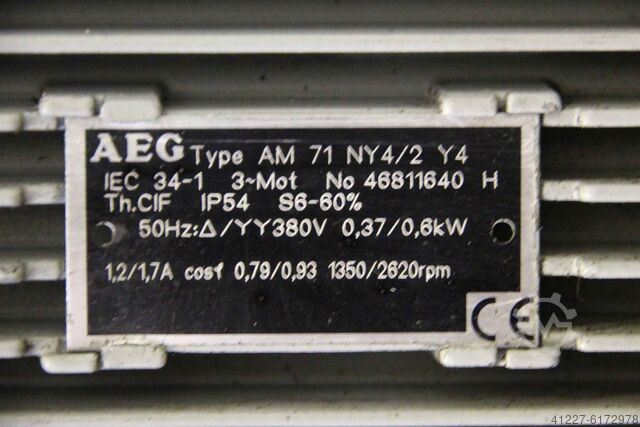 AEG Type AM 71 NY4/2 Y4
IEC 34-1 3~Mot No 46811640 H
Th.CIF IP54 S6-60%
50Hz:Δ/YY380V 0,37/0,6kW
1,2/1,7A cosf 0,79/0,93 1350/2620rpm
CE
41227-6172978